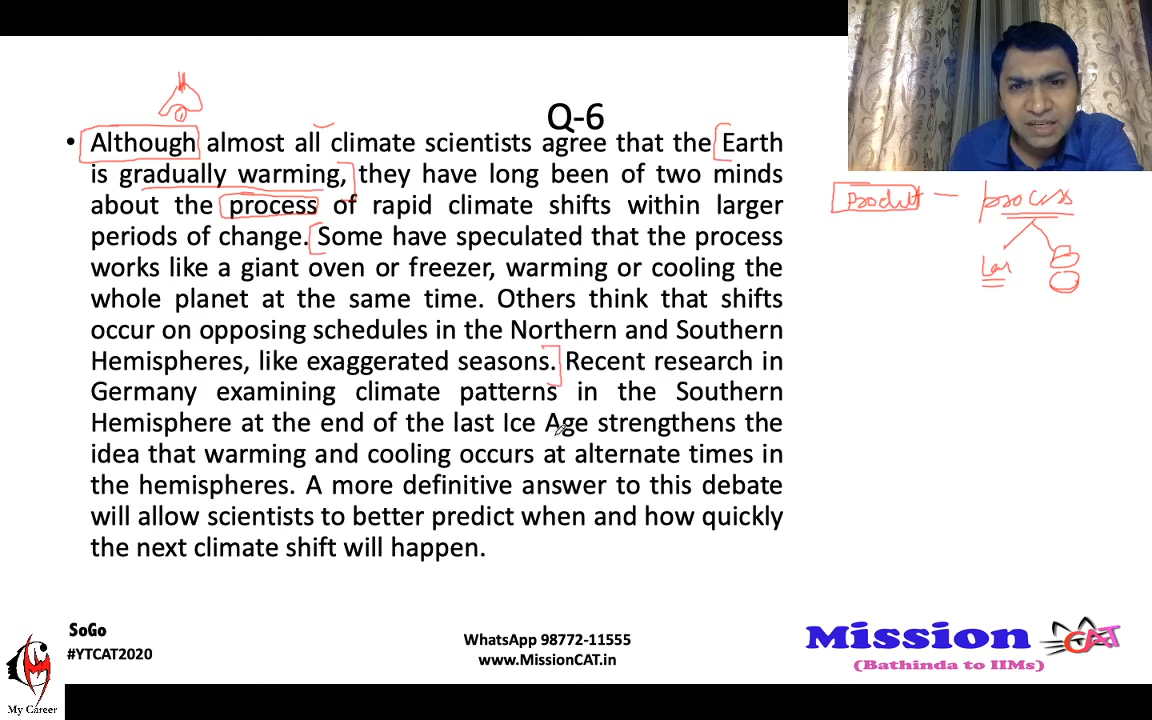 Q-6
• Although almost all climate scientists agree that the Earth
is gradually warming, they have long been of two minds
about the process of rapid climate shifts within larger
periods of change. Some have speculated that the process
works like a giant oven or freezer, warming or cooling the
whole planet at the same time. Others think that shifts
occur on opposing schedules in the Northern and Southern
Hemispheres, like exaggerated seasons. Recent research in
Germany examining climate patterns in the Southern
Hemisphere at the end of the last Ice Age strengthens the
idea that warming and cooling occurs at alternate times in
the hemispheres. A more definitive answer to this debate
will allow scientists to better predict when and how quickly
the next climate shift will happen.
process
SoGo
#YTCAT2020
WhatsApp 98772-11555
www.MissionCAT.in
Mission CAT
(Bathinda to IIMs)
My Career